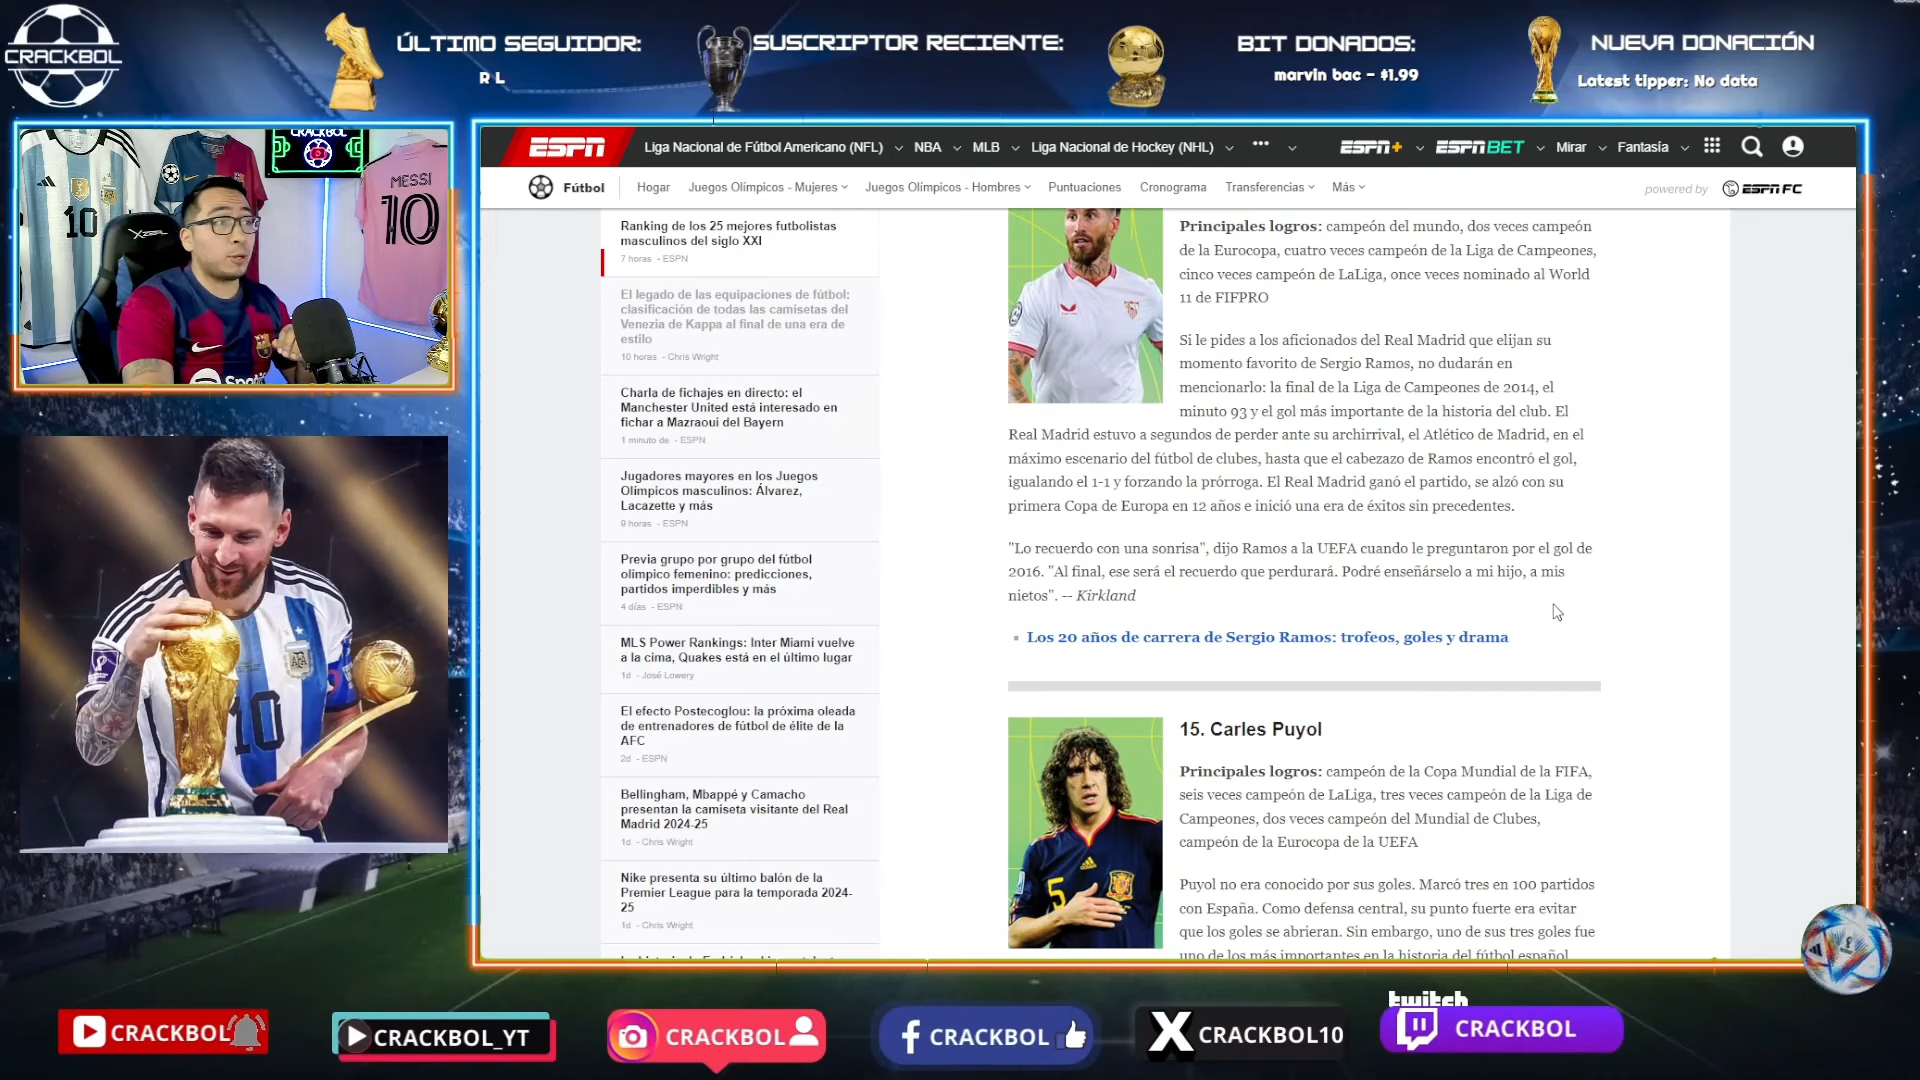 CRACKBOL
ÚLTIMO SEGUIDOR:
R L
SUSCRIPTOR RECIENTE:
BIT DONADOS:
marvin bac - $1.99
NUEVA DONACIÓN
Latest tipper: No data
CRACKBOL
MESSI
10
10
ESPN
Liga Nacional de Fútbol Americano (NFL)
NBA
MLB
Liga Nacional de Hockey (NHL)
•••
ESPN+
ESPN BET
Mirar
Fantasía
Fútbol
Hogar
Juegos Olímpicos - Mujeres
Juegos Olímpicos - Hombres
Puntuaciones
Cronograma
Transferencias
Más
powered by
ESPN FC
Ranking de los 25 mejores futbolistas
masculinos del siglo XXI
7 horas - ESPN
El legado de las equipaciones de fútbol:
clasificación de todas las camisetas del
Venezia de Kappa al final de una era de
estilo
10 horas - Chris Wright
Charla de fichajes en directo: el
Manchester United está interesado en
fichar a Mazraoui del Bayern
1 minuto de - ESPN
Jugadores mayores en los Juegos
Olímpicos masculinos: Álvarez,
Lacazette y más
9 horas - ESPN
Previa grupo por grupo del fútbol
olímpico femenino: predicciones,
partidos imperdibles y más
4 días - ESPN
MLS Power Rankings: Inter Miami vuelve
a la cima, Quakes está en el último lugar
1d - José Lowery
El efecto Postecoglou: la próxima oleada
de entrenadores de fútbol de élite de la
AFC
2d - ESPN
Bellingham, Mbappé y Camacho
presentan la camiseta visitante del Real
Madrid 2024-25
1d - Chris Wright
Nike presenta su último balón de la
Premier League para la temporada 2024-
25
1d - Chris Wright
Principales logros: campeón del mundo, dos veces campeón
de la Eurocopa, cuatro veces campeón de la Liga de Campeones,
cinco veces campeón de LaLiga, once veces nominado al World
11 de FIFPRO
Si le pides a los aficionados del Real Madrid que elijan su
momento favorito de Sergio Ramos, no dudarán en
mencionarlo: la final de la Liga de Campeones de 2014, el
minuto 93 y el gol más importante de la historia del club. El
Real Madrid estuvo a segundos de perder ante su archirrival, el Atlético de Madrid, en el
máximo escenario del fútbol de clubes, hasta que el cabezazo de Ramos encontró el gol,
igualando el 1-1 y forzando la prórroga. El Real Madrid ganó el partido, se alzó con su
primera Copa de Europa en 12 años e inició una era de éxitos sin precedentes.
"Lo recuerdo con una sonrisa", dijo Ramos a la UEFA cuando le preguntaron por el gol de
2016. "Al final, ese será el recuerdo que perdurará. Podré enseñárselo a mi hijo, a mis
nietos". -- Kirkland
Los 20 años de carrera de Sergio Ramos: trofeos, goles y drama
15. Carles Puyol
Principales logros: campeón de la Copa Mundial de la FIFA,
seis veces campeón de LaLiga, tres veces campeón de la Liga de
Campeones, dos veces campeón del Mundial de Clubes,
campeón de la Eurocopa de la UEFA
Puyol no era conocido por sus goles. Marcó tres en 100 partidos
con España. Como defensa central, su punto fuerte era evitar
que los goles se abrieran. Sin embargo, uno de sus tres goles fue
uno de los más importantes en la historia del fútbol español
5
10
AFA
CRACKBOL
CRACKBOL_YT
CRACKBOL
CRACKBOL
CRACKBOL10
twitch
CRACKBOL